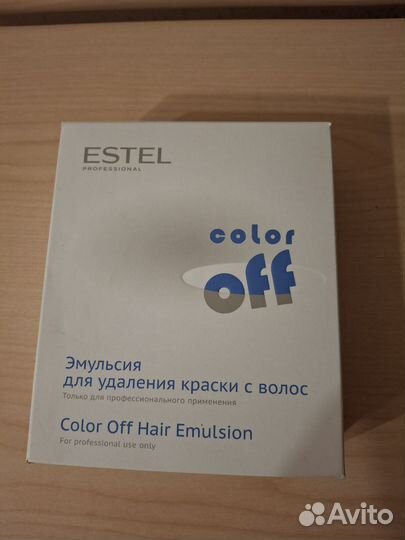 ESTEL
PROFESSIONAL
color
off
Эмульсия
для удаления краски с волос
Только для профессионального применения
Color Off Hair Emulsion
For professional use only
Avito